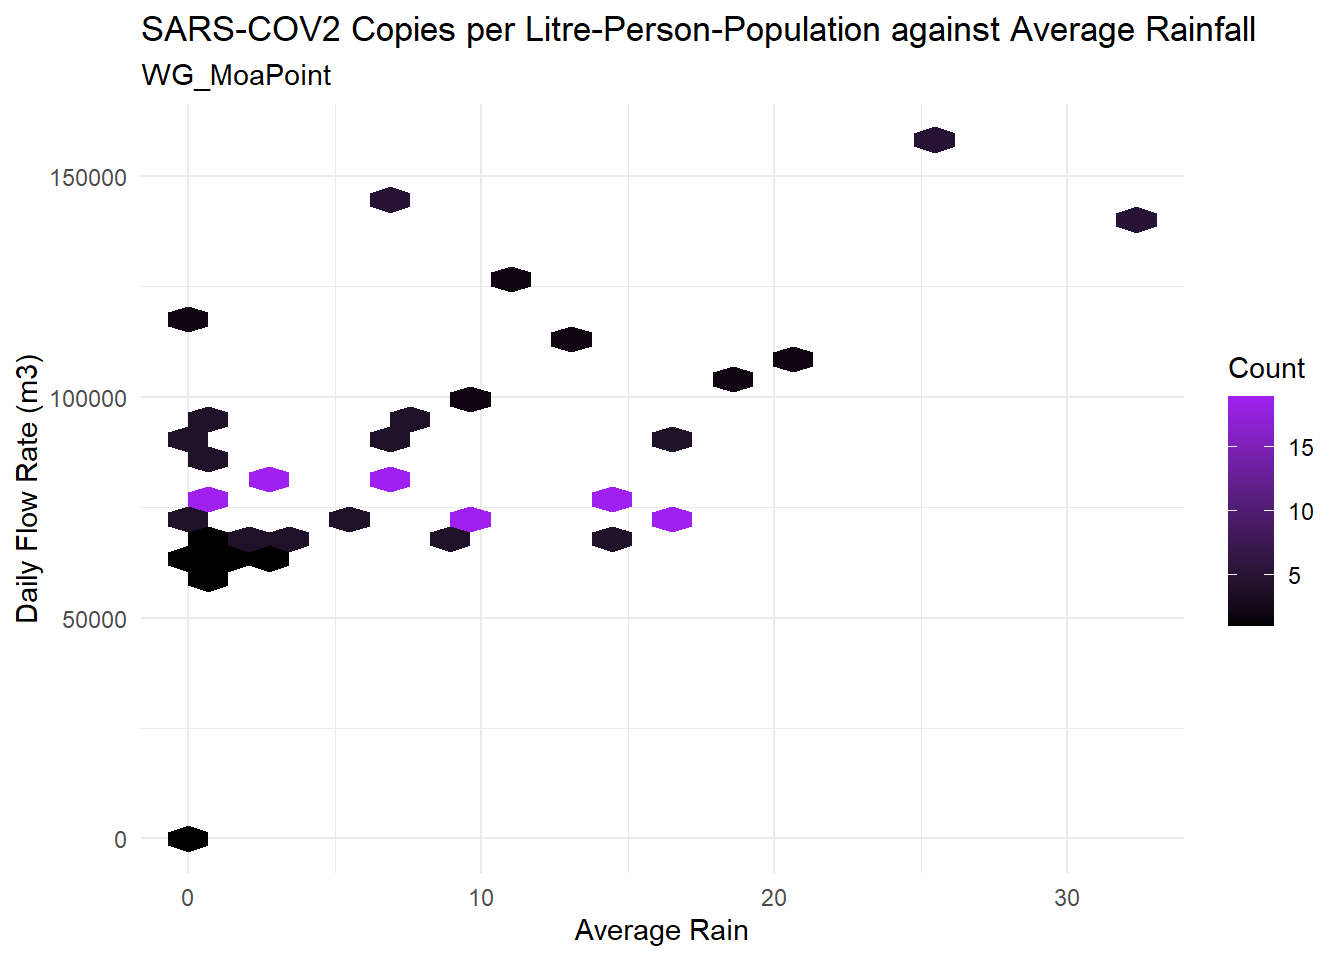 SARS-COV2 Copies per Litre-Person-Population against Average Rainfall
WG_MoaPoint
Daily Flow Rate (m3)
150000
100000
50000
0
0
10
20
30
Average Rain
Count
15
10
5